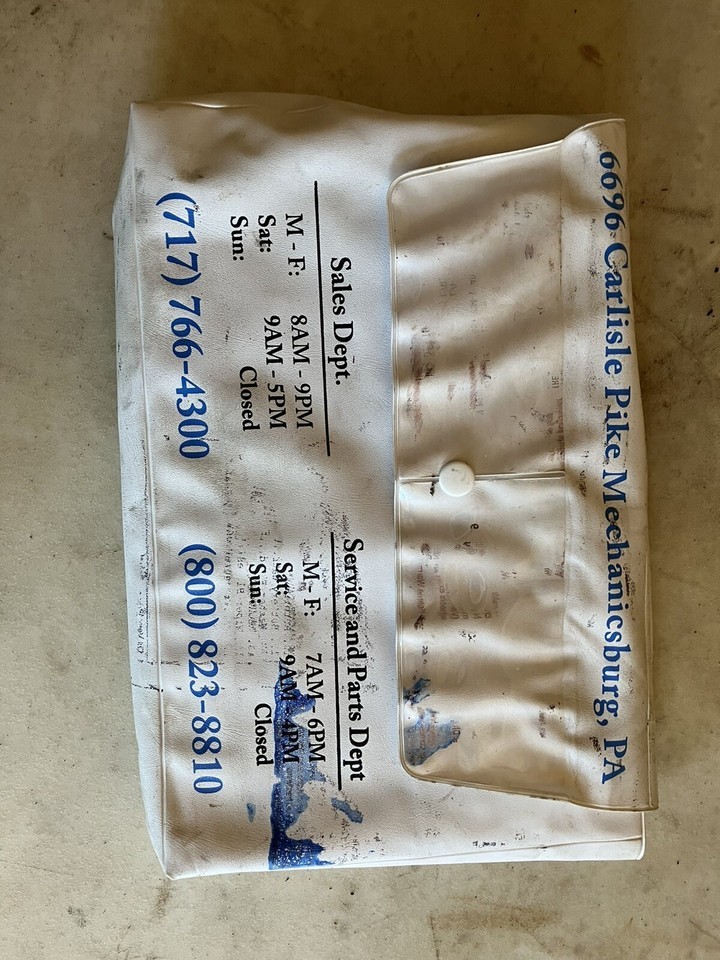 6696 Carlisle Pike Mechanicsburg, PA
Sales Dept.
M - F: 8AM - 9PM
Sat: 9AM - 5PM
Sun: Closed
Service and Parts Dept
M - F: 7AM - 6PM
Sat: 9AM - 4PM
Sun: Closed
(717) 766-4300 (800) 823-8810